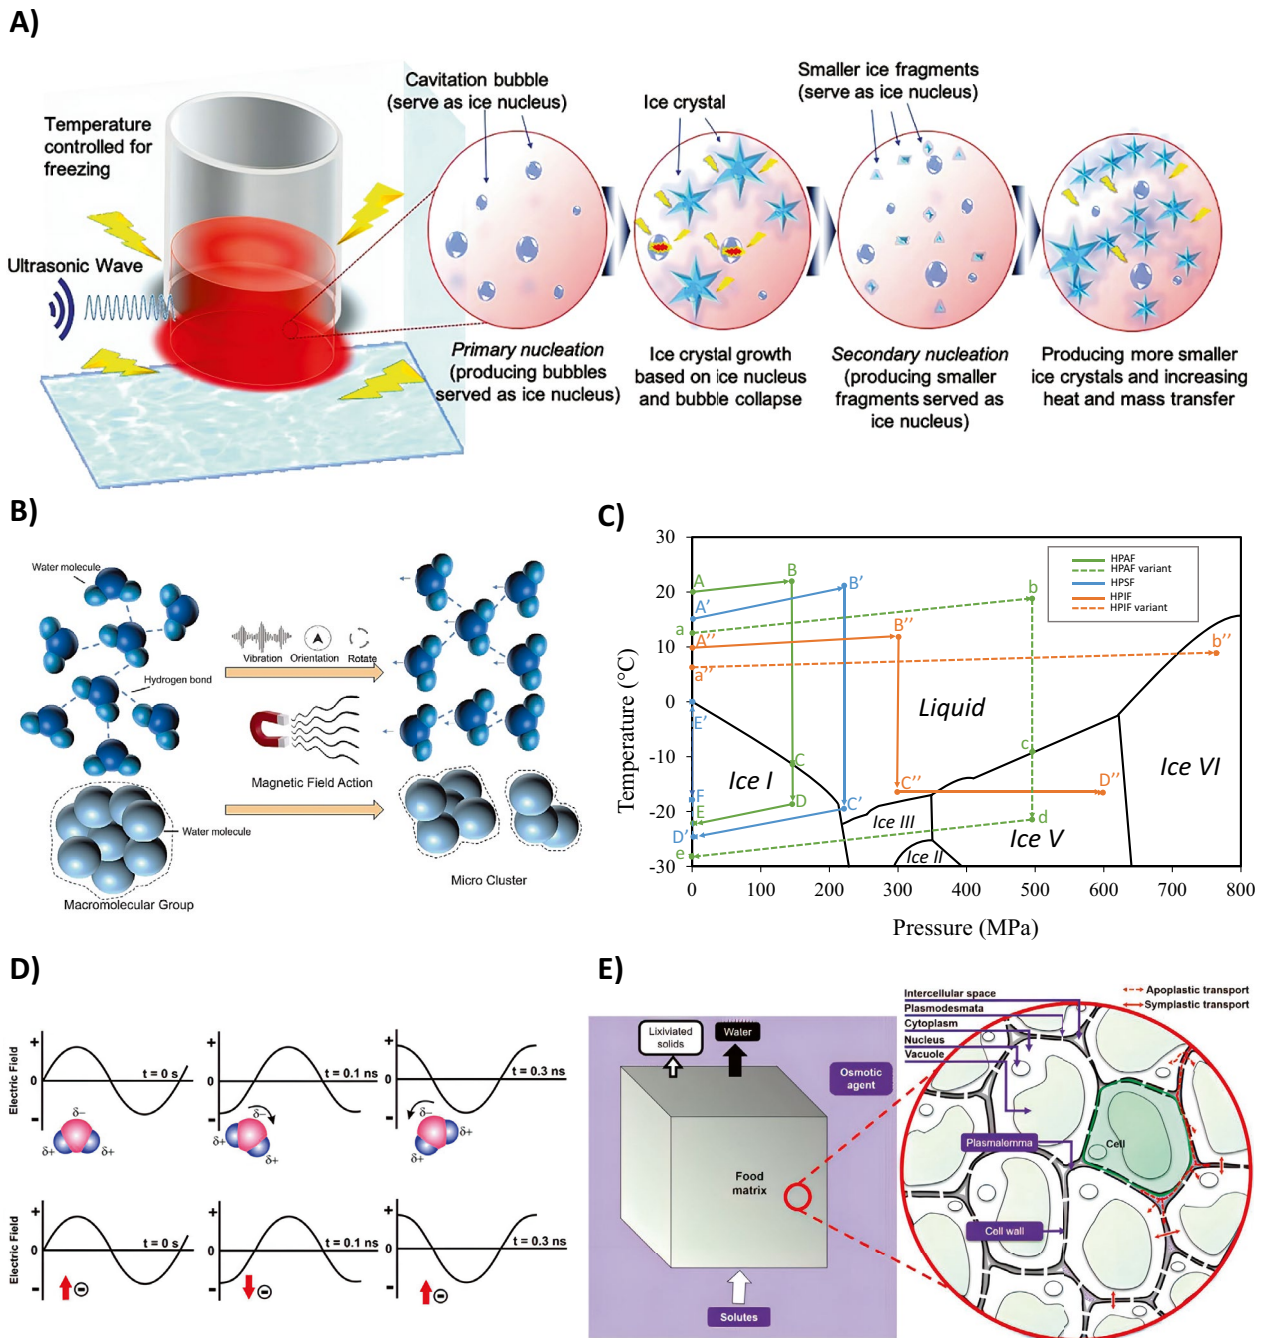 A)
Temperature
controlled for
freezing
Ultrasonic Wave
Cavitation bubble
(serve as ice nucleus)
Ice crystal
Smaller ice fragments
(serve as ice nucleus)
Primary nucleation
(producing bubbles
served as ice nucleus)
Ice crystal growth
based on ice nucleus
and bubble collapse
Secondary nucleation
(producing smaller
fragments served as
ice nucleus)
Producing more smaller
ice crystals and increasing
heat and mass transfer
B)
Water molecule
Hydrogen bond
Vibration Orientation Rotate
Magnetic Field Action
Water molecule
Macromolecular Group
Micro Cluster
C)
Temperature (°C)
30
20
10
0
-10
-20
-30
0 100 200 300 400 500 600 700 800
Pressure (MPa)
HPAF
HPAF variant
HPSF
HPIF
HPIF variant
A
B
A′
B′
a
b
A′′
B′′
a′′
b′′
E′
Liquid
C
c
Ice I
Ice VI
F
D
C′
C′′
D′′
E
Ice III
d
D′
Ice V
e
Ice II
D)
Electric Field
+
0
-
t = 0 s
δ−
δ+
δ+
t = 0.1 ns
+
0
-
δ−
δ+
δ+
t = 0.3 ns
+
0
-
δ−
δ+
δ+
Electric Field
+
0
-
t = 0 s
+
0
-
t = 0.1 ns
+
0
-
t = 0.3 ns
E)
Lixiviated
solids
Water
Osmotic
agent
Food
matrix
Solutes
Intercellular space
Plasmodesmata
Cytoplasm
Nucleus
Vacuole
Apoplastic transport
Symplastic transport
Plasmalemma
Cell
Cell wall